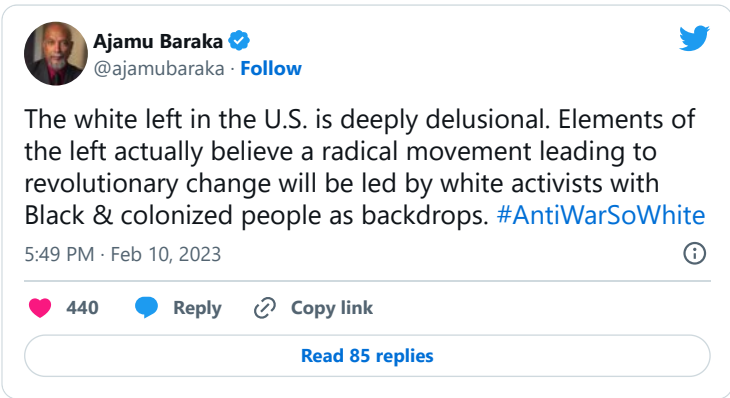 Ajamu Baraka
@ajamubaraka · Follow
The white left in the U.S. is deeply delusional. Elements of
the left actually believe a radical movement leading to
revolutionary change will be led by white activists with
Black & colonized people as backdrops. #AntiWarSoWhite
5:49 PM · Feb 10, 2023
440 Reply Copy link
Read 85 replies